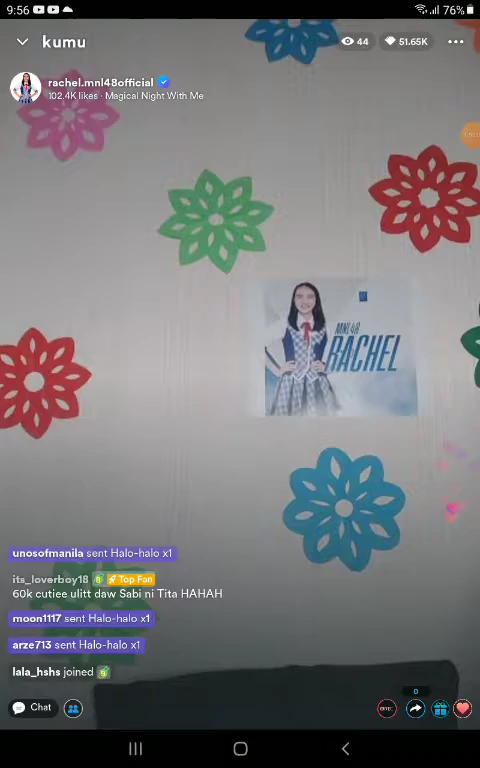 9:56
76%
kumu
44
51.65K
rachel.mnl48official
102.4K likes · Magical Night With Me
MNL48
RACHEL
unosofmanila sent Halo-halo x1
its_loverboy18 Top Fan
60k cutiee ulitt daw Sabi ni Tita HAHAH
moon1117 sent Halo-halo x1
arze713 sent Halo-halo x1
lala_hshs joined
0
Chat